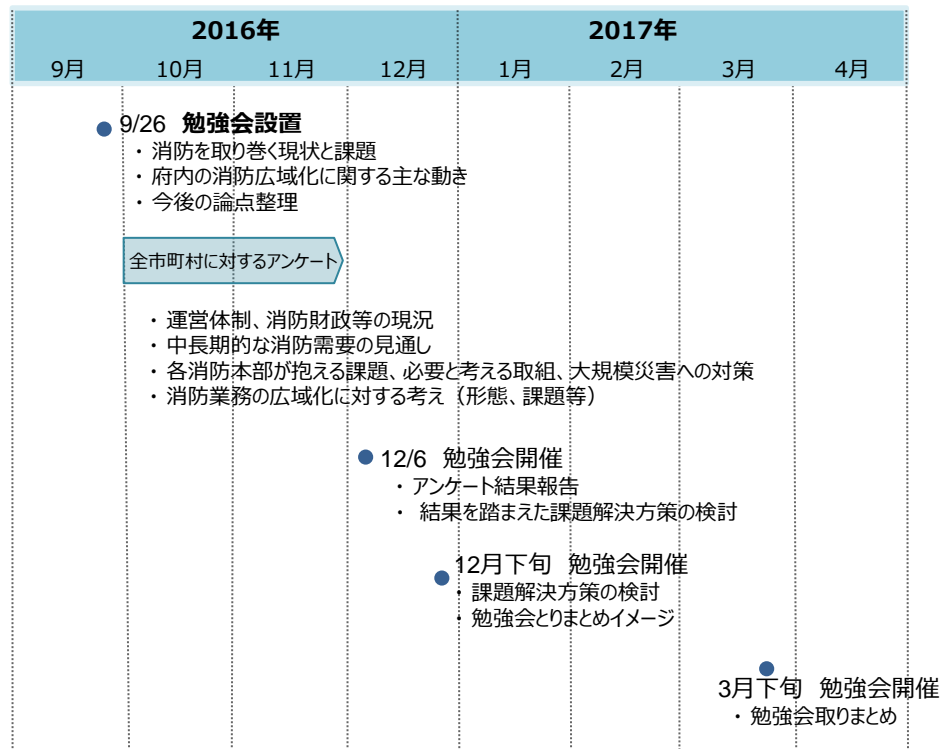 2016年 2017年
9月 10月 11月 12月 1月 2月 3月 4月
9/26 勉強会設置
・ 消防を取り巻く現状と課題
・ 府内の消防広域化に関する主な動き
・ 今後の論点整理
全市町村に対するアンケート
・ 運営体制、消防財政等の現況
・ 中長期的な消防需要の見通し
・ 各消防本部が抱える課題、必要と考える取組、大規模災害への対策
・ 消防業務の広域化に対する考え（形態、課題等）
12/6 勉強会開催
・ アンケート結果報告
・ 結果を踏まえた課題解決方策の検討
12月下旬 勉強会開催
・ 課題解決方策の検討
・ 勉強会とりまとめイメージ
3月下旬 勉強会開催
・ 勉強会取りまとめ